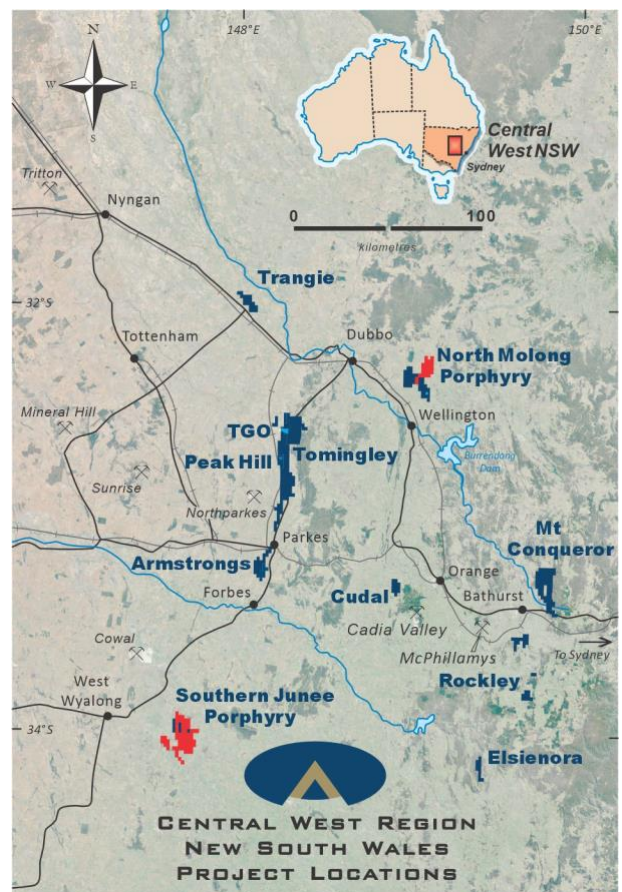 148°E
150°E
N
W
E
S
Central
West NSW
Sydney
Tritton
Nyngan
0
100
kilometres
Trangie
32°S
Tottenham
Dubbo
North Molong
Porphyry
Mineral Hill
Wellington
TGO
Tomingley
Peak Hill
Burrendong
Dam
Sunrise
Northparkes
Mt
Conqueror
Parkes
Armstrongs
Orange
Forbes
Cudal
Bathurst
Cadia Valley
Cowal
McPhillamys
To Sydney
West
Wyalong
Rockley
Southern Junee
Porphyry
34°S
Elsienora
CENTRAL WEST REGION
NEW SOUTH WALES
PROJECT LOCATIONS